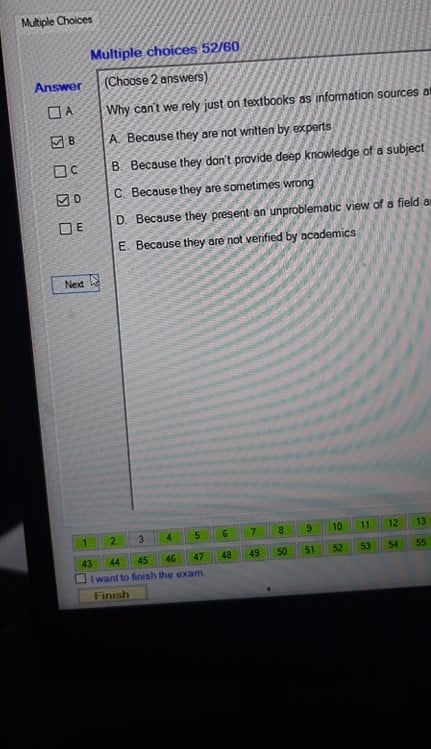 Multiple Choices
Multiple choices 52/60
Answer
(Choose 2 answers)
A
Why can't we rely just on textbooks as information sources
B
A. Because they are not written by experts
C
B. Because they don't provide deep knowledge of a subject
D
C. Because they are sometimes wrong
E
D. Because they present an unproblematic view of a field
E. Because they are not verified by academics
Next
1 2 3 4 5 6 7 8 9 10 11 12 13
43 44 45 46 47 48 49 50 51 52 53 54 55
I want to finish the exam.
Finish